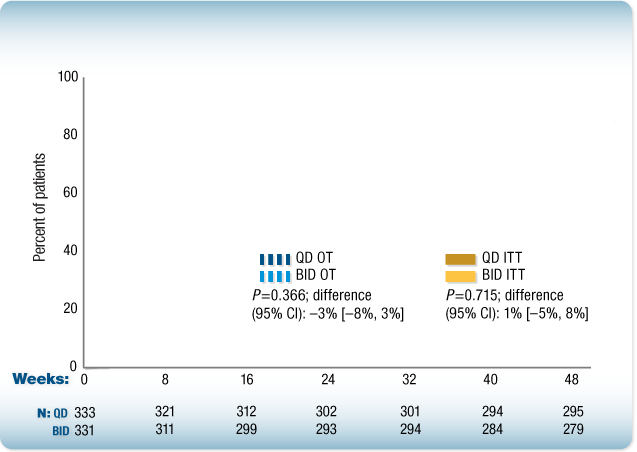 100
80
Percent of patients
60
40
20
0
QD OT
BID OT
P=0.366; difference
(95% CI): –3% [–8%, 3%]
QD ITT
BID ITT
P=0.715; difference
(95% CI): 1% [–5%, 8%]
Weeks: 0 8 16 24 32 40 48
N: QD 333 321 312 302 301 294 295
BID 331 311 299 293 294 284 279